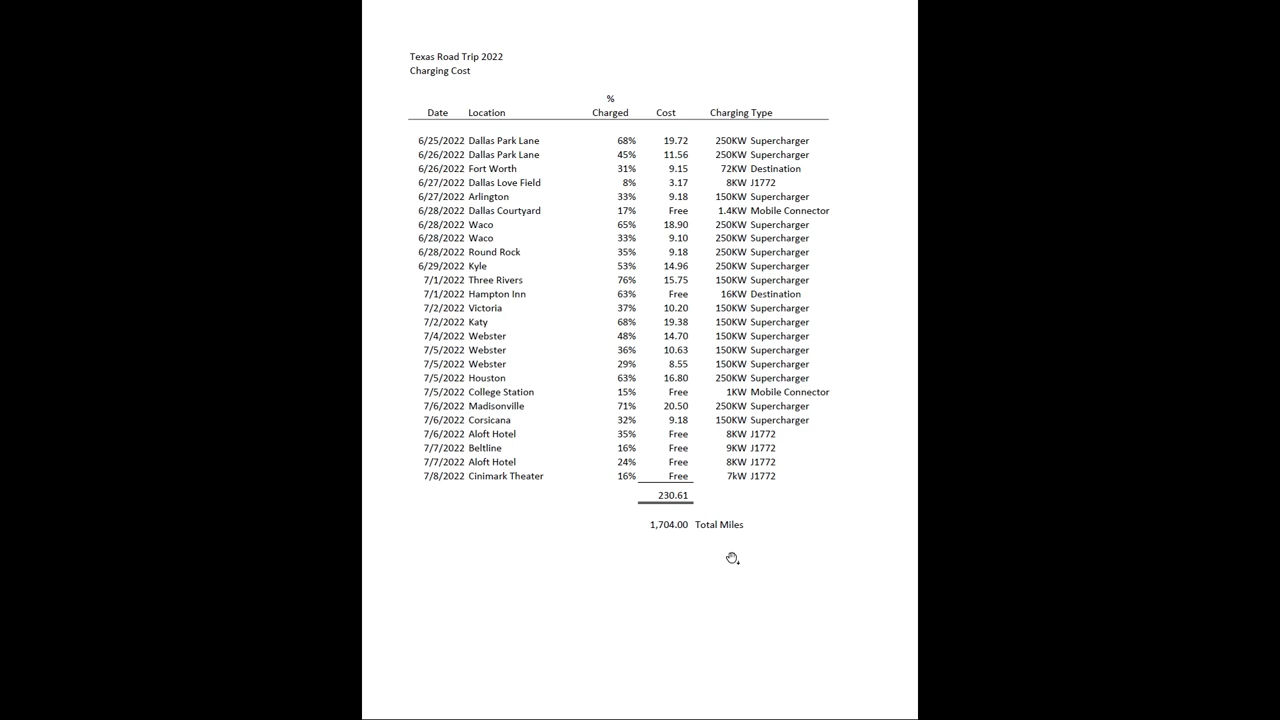 Texas Road Trip 2022
Charging Cost
%
Date Location Charged Cost Charging Type
6/25/2022 Dallas Park Lane 68% 19.72 250KW Supercharger
6/26/2022 Dallas Park Lane 45% 11.56 250KW Supercharger
6/26/2022 Fort Worth 31% 9.15 72KW Destination
6/27/2022 Dallas Love Field 8% 3.17 8KW J1772
6/27/2022 Arlington 33% 9.18 150KW Supercharger
6/28/2022 Dallas Courtyard 17% Free 1.4KW Mobile Connector
6/28/2022 Waco 65% 18.90 250KW Supercharger
6/28/2022 Waco 33% 9.10 250KW Supercharger
6/28/2022 Round Rock 35% 9.18 250KW Supercharger
6/29/2022 Kyle 53% 14.96 250KW Supercharger
7/1/2022 Three Rivers 76% 15.75 150KW Supercharger
7/1/2022 Hampton Inn 63% Free 16KW Destination
7/2/2022 Victoria 37% 10.20 150KW Supercharger
7/2/2022 Katy 68% 19.38 150KW Supercharger
7/4/2022 Webster 48% 14.70 150KW Supercharger
7/5/2022 Webster 36% 10.63 150KW Supercharger
7/5/2022 Webster 29% 8.55 150KW Supercharger
7/5/2022 Houston 63% 16.80 250KW Supercharger
7/5/2022 College Station 15% Free 1KW Mobile Connector
7/6/2022 Madisonville 71% 20.50 250KW Supercharger
7/6/2022 Corsicana 32% 9.18 150KW Supercharger
7/6/2022 Aloft Hotel 35% Free 8KW J1772
7/7/2022 Beltline 16% Free 9KW J1772
7/7/2022 Aloft Hotel 24% Free 8KW J1772
7/8/2022 Cinimark Theater 16% Free 7kW J1772
230.61
1,704.00 Total Miles